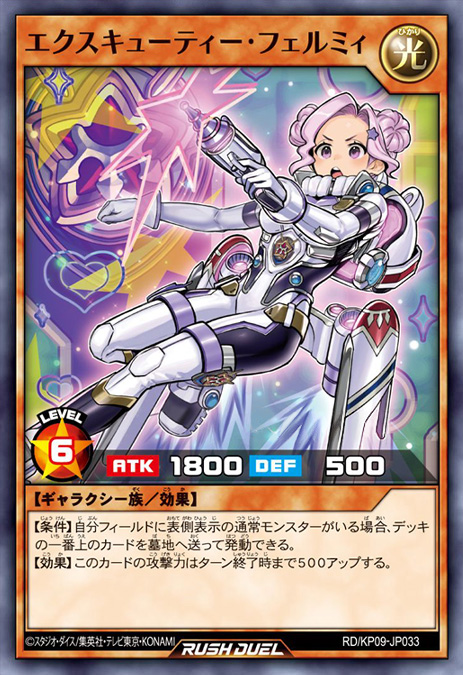 エクスキューティー・フェルミィ
ひかり
光
LEVEL
6
ATK 1800 DEF 500
【ギャラクシー族／効果】
【条件】自分フィールドに表側表示の通常モンスターがいる場合、デッキ
の一番上のカードを墓地へ送って発動できる。
【効果】このカードの攻撃力はターン終了時まで５００アップする。
©スタジオ・ダイス/集英社・テレビ東京・KONAMI
RUSH DUEL
RD/KP09-JP033